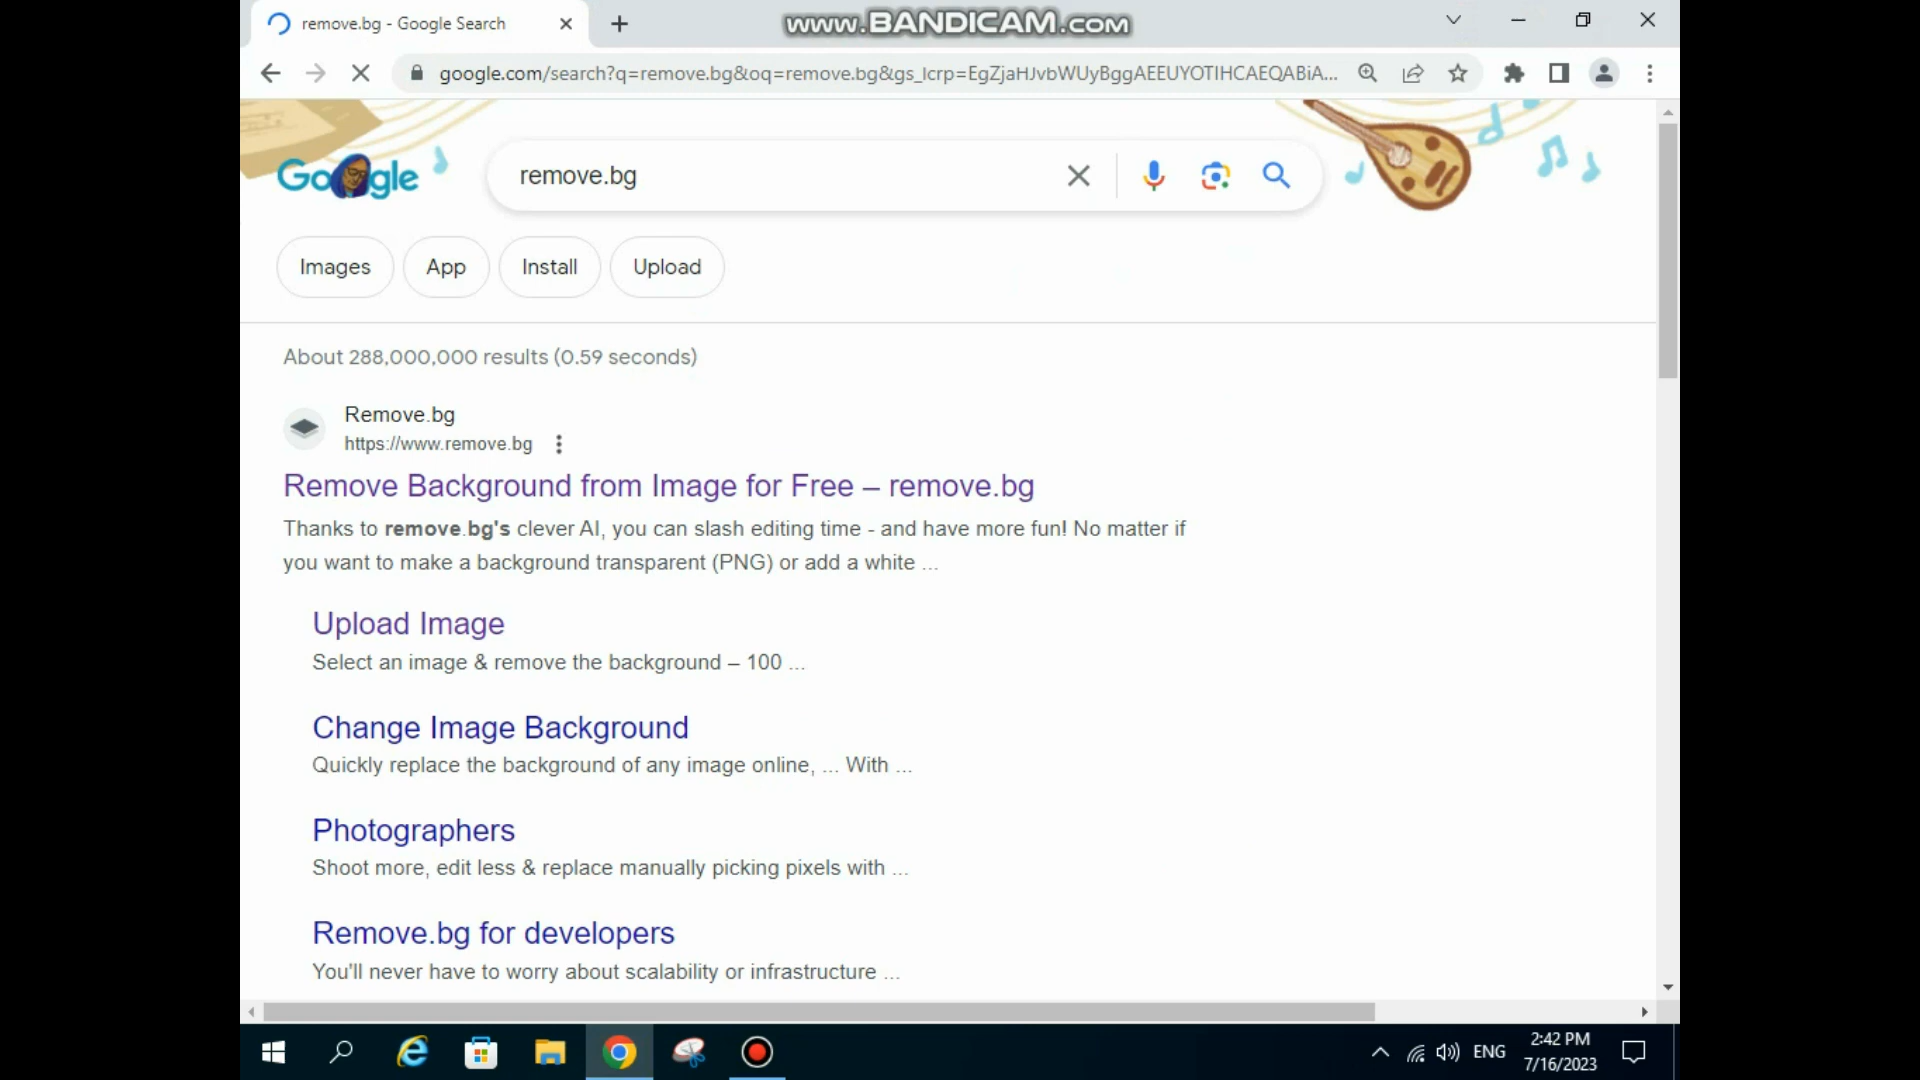 remove.bg - Google Search
www.BANDICAM.com
google.com/search?q=remove.bg&oq=remove.bg&gs_lcrp=EgZjaHJvbWUyBggAEEUYOTIHCAEQABiA...
Google
remove.bg
Images
App
Install
Upload
About 288,000,000 results (0.59 seconds)
Remove.bg
https://www.remove.bg
Remove Background from Image for Free – remove.bg
Thanks to remove.bg's clever AI, you can slash editing time - and have more fun! No matter if
you want to make a background transparent (PNG) or add a white ...
Upload Image
Select an image & remove the background – 100 ...
Change Image Background
Quickly replace the background of any image online, ... With ...
Photographers
Shoot more, edit less & replace manually picking pixels with ...
Remove.bg for developers
You'll never have to worry about scalability or infrastructure ...
ENG
2:42 PM
7/16/2023